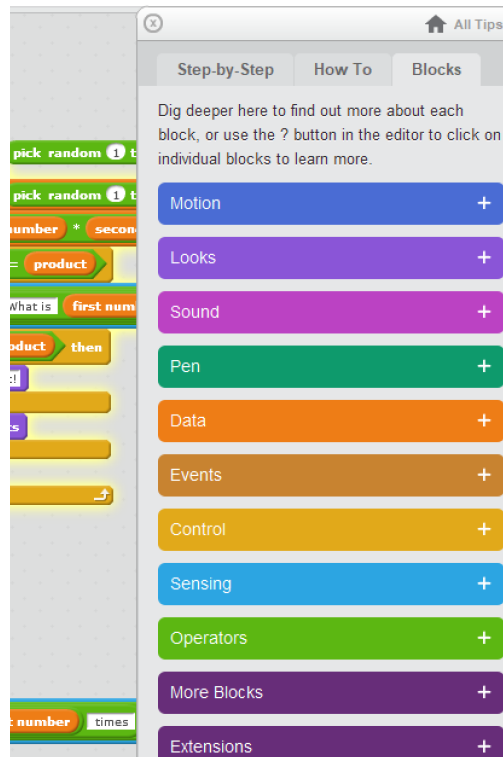 All Tips
Step-by-Step How To Blocks
Dig deeper here to find out more about each
block, or use the ? button in the editor to click on
individual blocks to learn more.
Motion +
Looks +
Sound +
Pen +
Data +
Events +
Control +
Sensing +
Operators +
More Blocks +
Extensions +
pick random 1 t
pick random 1 t
number * secon
= product
What is first num
duct then
t!
ts
t number times